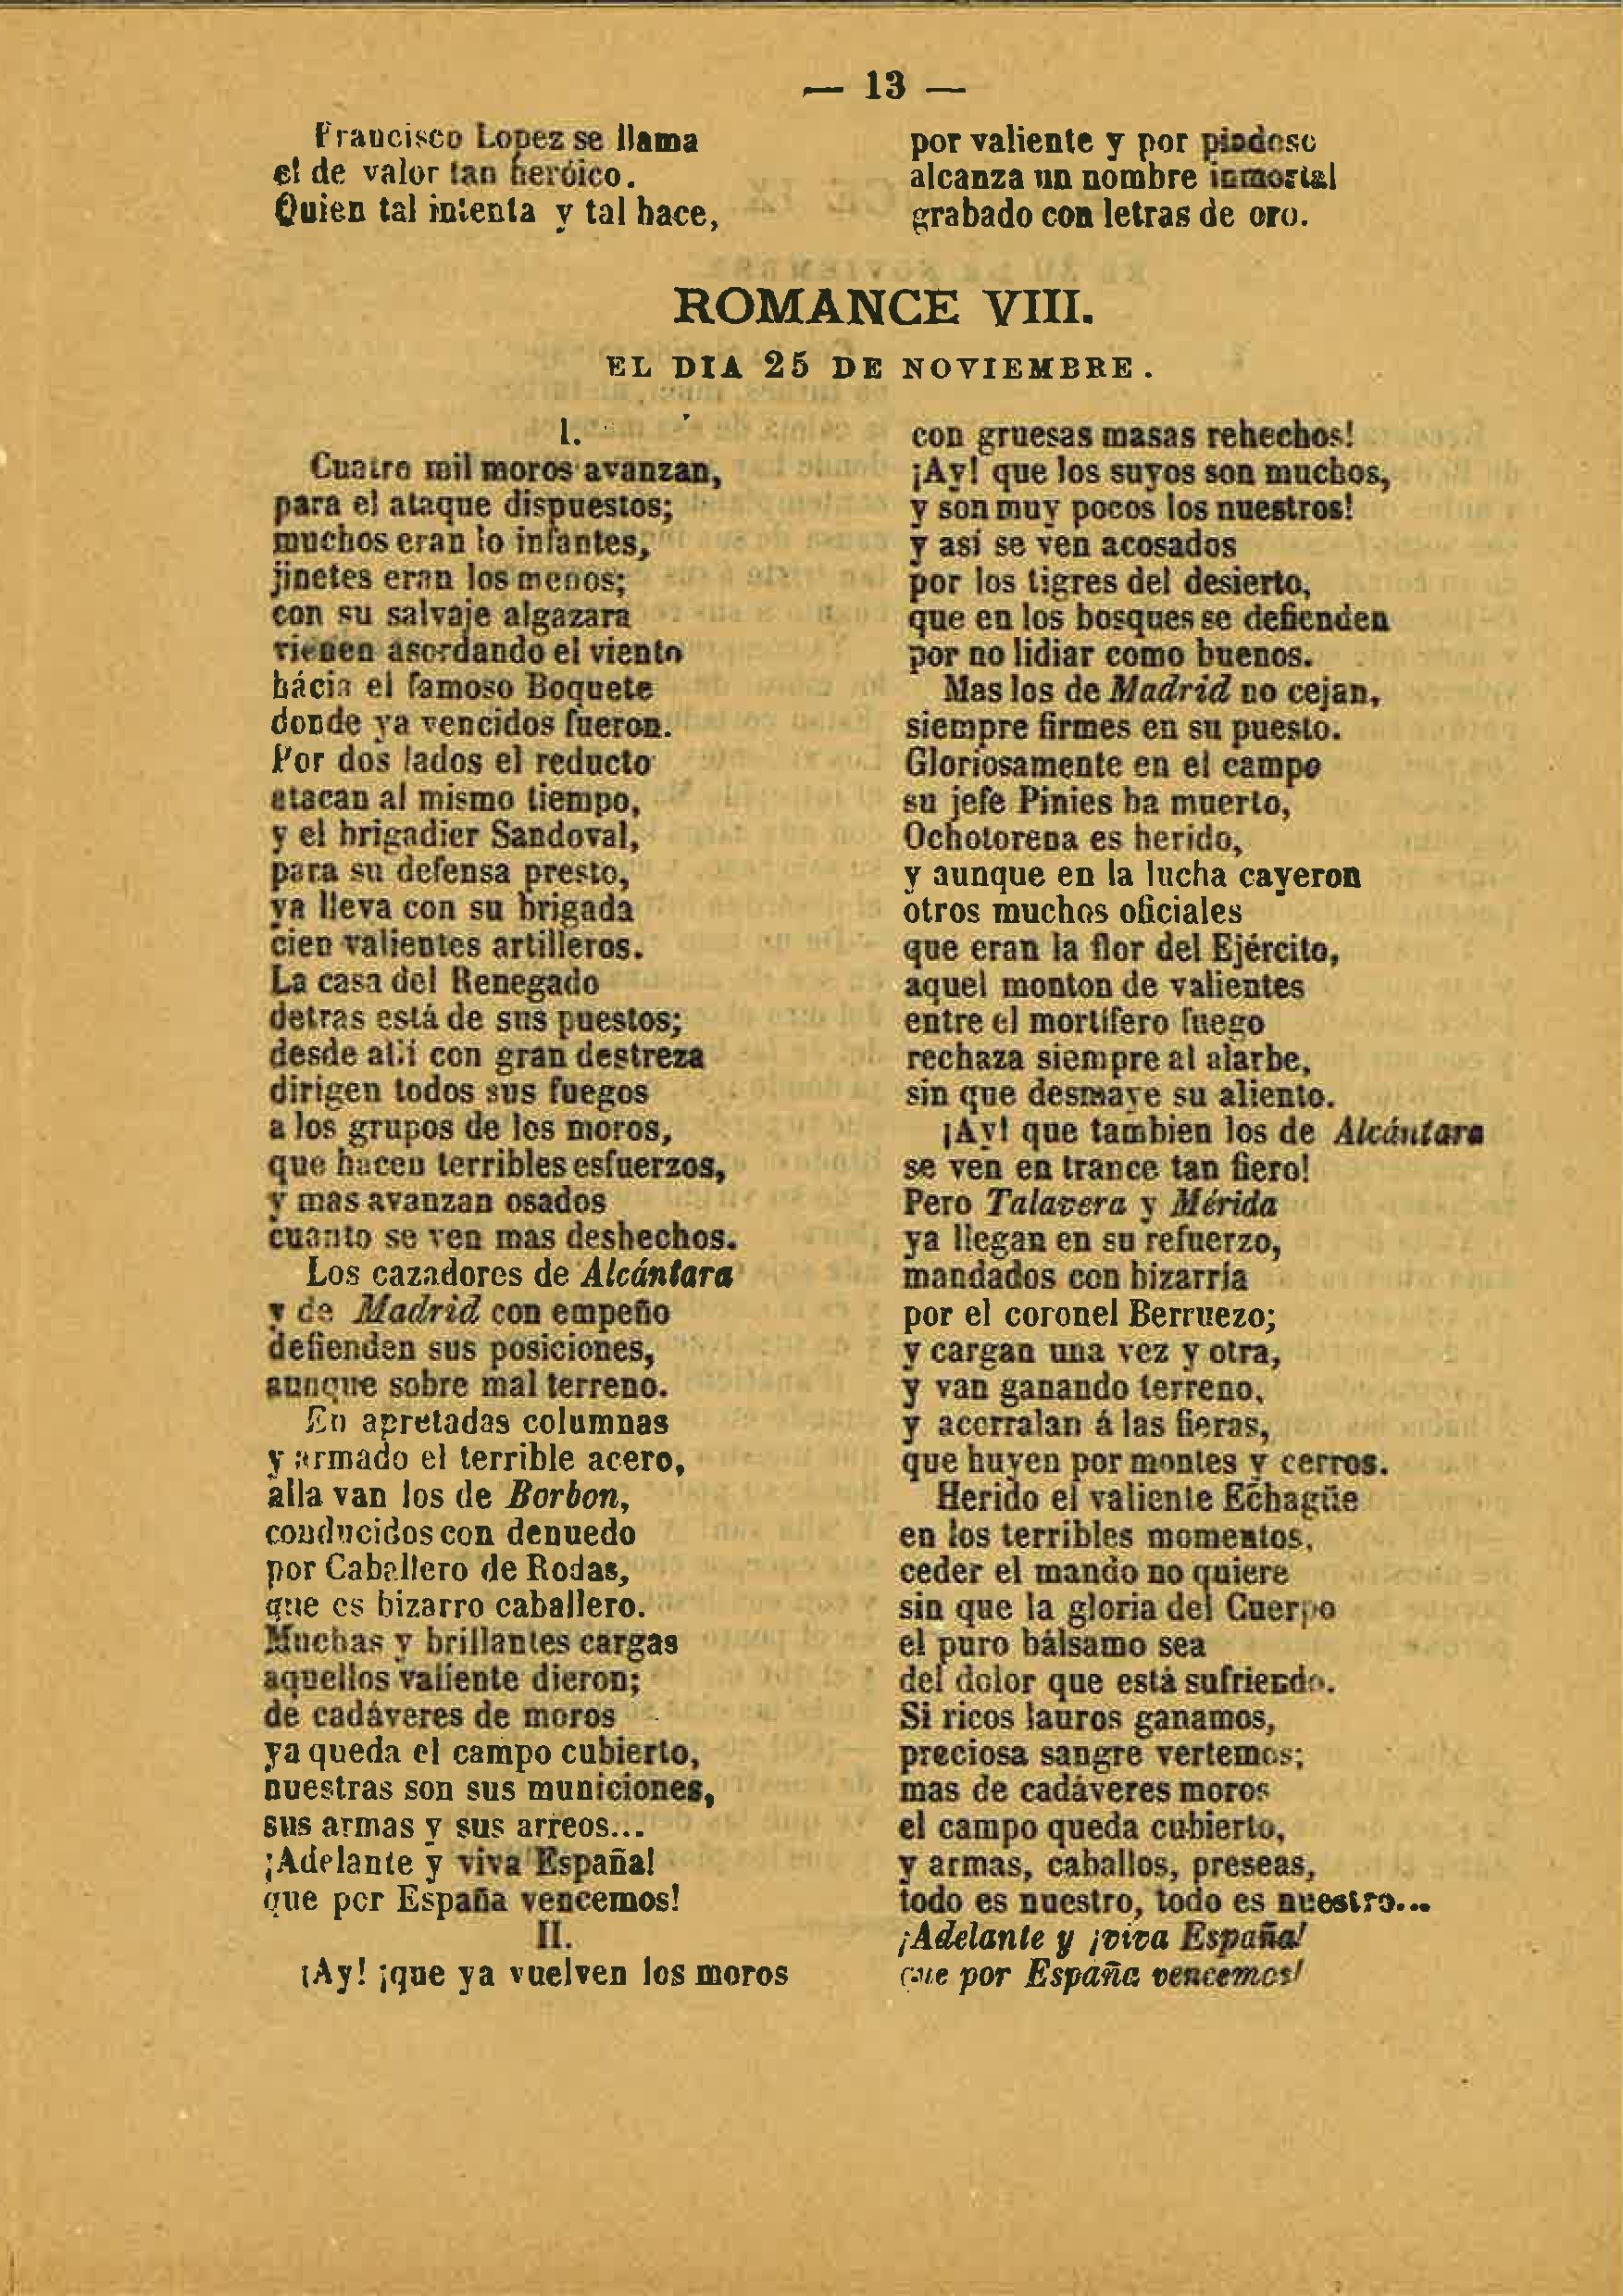 — 13 —
Francisco Lopez se llama
el de valor tan heróico.
Quien tal intenta y tal hace,
por valiente y por piadoso
alcanza un nombre inmortal
grabado con letras de oro.
ROMANCE VIII.
EL DIA 25 DE NOVIEMBRE.
I.
Cuatro mil moros avanzan,
para el ataque dispuestos;
muchos eran lo infantes,
jinetes eran los menos;
con su salvaje algazara
vienen asordando el viento
hácia el famoso Boquete
donde ya vencidos fueron.
Por dos lados el reducto
atacan al mismo tiempo,
y el brigadier Sandoval,
para su defensa presto,
ya lleva con su brigada
cien valientes artilleros.
La casa del Renegado
detras está de sus puestos;
desde allí con gran destreza
dirigen todos sus fuegos
a los grupos de los moros,
que hacen terribles esfuerzos,
y mas avanzan osados
cuanto se ven mas deshechos.
Los cazadores de Alcántara
y de Madrid con empeño
defienden sus posiciones,
aunque sobre mal terreno.
En apretadas columnas
y armado el terrible acero,
alla van los de Borbon,
conducidos con denuedo
por Caballero de Rodas,
que es bizarro caballero.
Muchas y brillantes cargas
aquellos valiente dieron;
de cadáveres de moros
ya queda el campo cubierto,
nuestras son sus municiones,
sus armas y sus arreos...
¡Adelante y viva España!
que por España vencemos!
II.
¡Ay! ¡que ya vuelven los moros
con gruesas masas rehechos!
¡Ay! que los suyos son muchos,
y son muy pocos los nuestros!
y así se ven acosados
por los tigres del desierto,
que en los bosques se defienden
por no lidiar como buenos.
Mas los de Madrid no cejan,
siempre firmes en su puesto.
Gloriosamente en el campo
su jefe Pinies ha muerto,
Ochotorena es herido,
y aunque en la lucha cayeron
otros muchos oficiales
que eran la flor del Ejército,
aquel monton de valientes
entre el mortífero fuego
rechaza siempre al alarbe,
sin que desmaye su aliento.
¡Ay! que tambien los de Alcántara
se ven en trance tan fiero!
Pero Talavera y Mérida
ya llegan en su refuerzo,
mandados con bizarría
por el coronel Berruezo;
y cargan una vez y otra,
y van ganando terreno,
y acorralan á las fieras,
que huyen por montes y cerros.
Herido el valiente Echagüe
en los terribles momentos,
ceder el mando no quiere
sin que la gloria del Cuerpo
el puro bálsamo sea
del dolor que está sufriendo.
Si ricos lauros ganamos,
preciosa sangre vertemos;
mas de cadáveres moros
el campo queda cubierto,
y armas, caballos, preseas,
todo es nuestro, todo es nuestro...
¡Adelante y ¡viva España!
que por España vencemos!